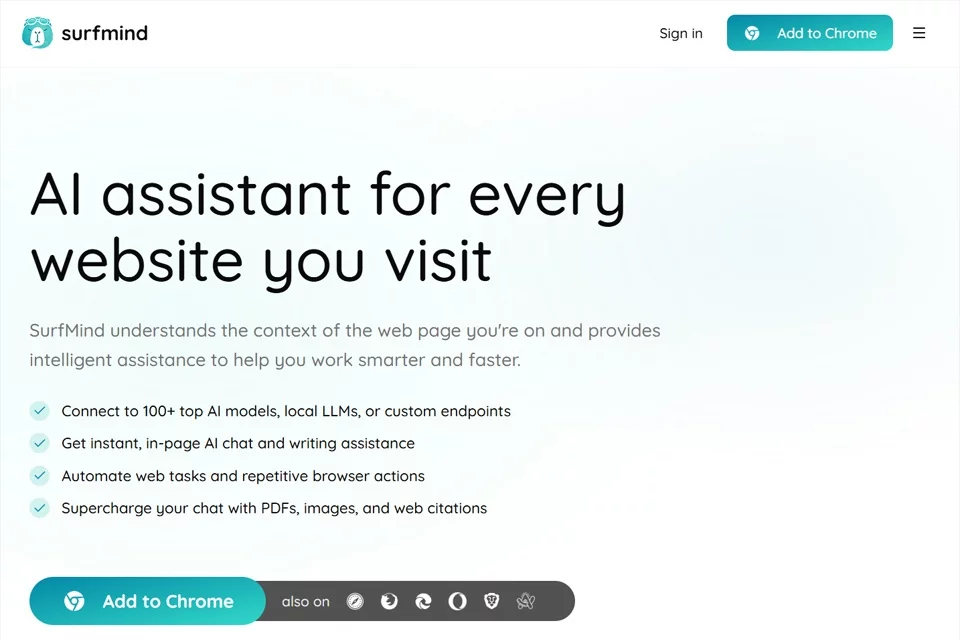 surfmind
Sign in
Add to Chrome
AI assistant for every
website you visit
SurfMind understands the context of the web page you're on and provides
intelligent assistance to help you work smarter and faster.
Connect to 100+ top AI models, local LLMs, or custom endpoints
Get instant, in-page AI chat and writing assistance
Automate web tasks and repetitive browser actions
Supercharge your chat with PDFs, images, and web citations
Add to Chrome
also on